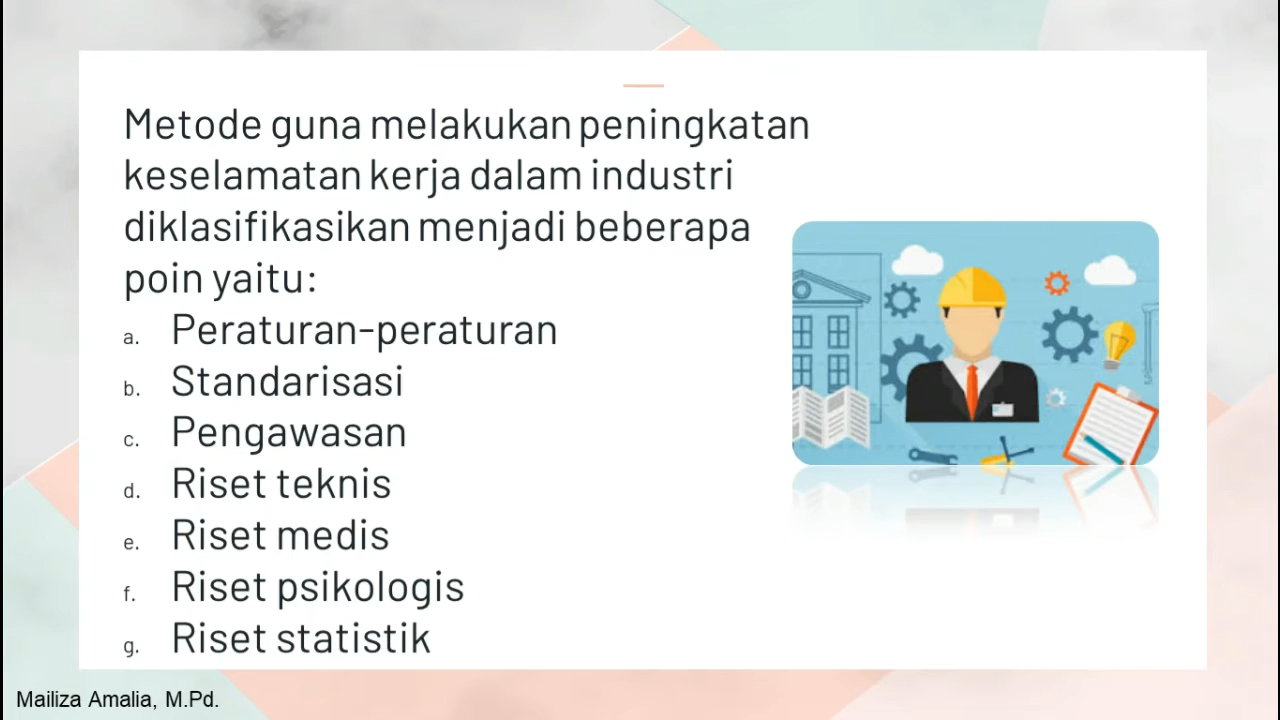 Metode guna melakukan peningkatan
keselamatan kerja dalam industri
diklasifikasikan menjadi beberapa
poin yaitu:
a. Peraturan-peraturan
b. Standarisasi
c. Pengawasan
d. Riset teknis
e. Riset medis
f. Riset psikologis
g. Riset statistik
Mailiza Amalia, M.Pd.